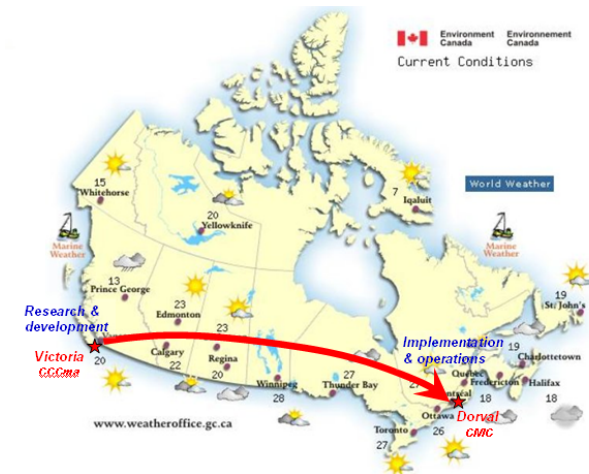 Environment
Canada
Environnement
Canada
Current Conditions
World Weather
15
Whitehorse
7
Iqaluit
20
Yellowknife
Marine
Weather
Marine
Weather
13
Prince George
Research &
development
23
Edmonton
19
St. John's
Implementation
& operations
23
Victoria
CCCma
20
Calgary
22
Regina
20
Winnipeg
28
27
Thunder Bay
19
Charlottetown
Québec
Fredericton
Halifax
18
18
Ottawa
26
Dorval
CMC
Toronto
27
www.weatheroffice.gc.ca